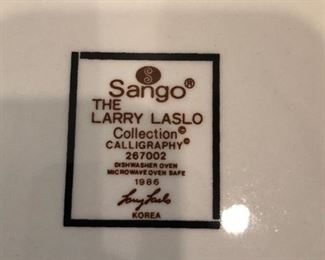 S
Sango®
THE
LARRY LASLO
Collection©
CALLIGRAPHY©
267002
DISHWASHER OVEN
MICROWAVE OVEN SAFE
1986
Larry Laslo
KOREA